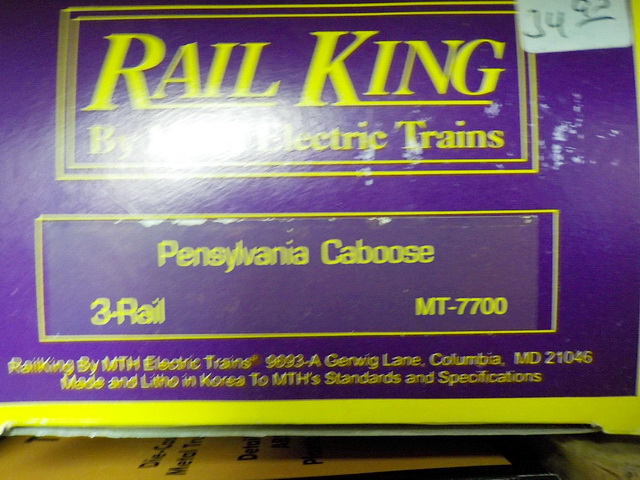 RAIL KING
By Electric Trains
Pensylvania Caboose
3-Rail MT-7700
RailKing By MTH Electric Trains® 9693-A Gerwig Lane, Columbia, MD 21046
Made and Litho in Korea To MTH's Standards and Specifications